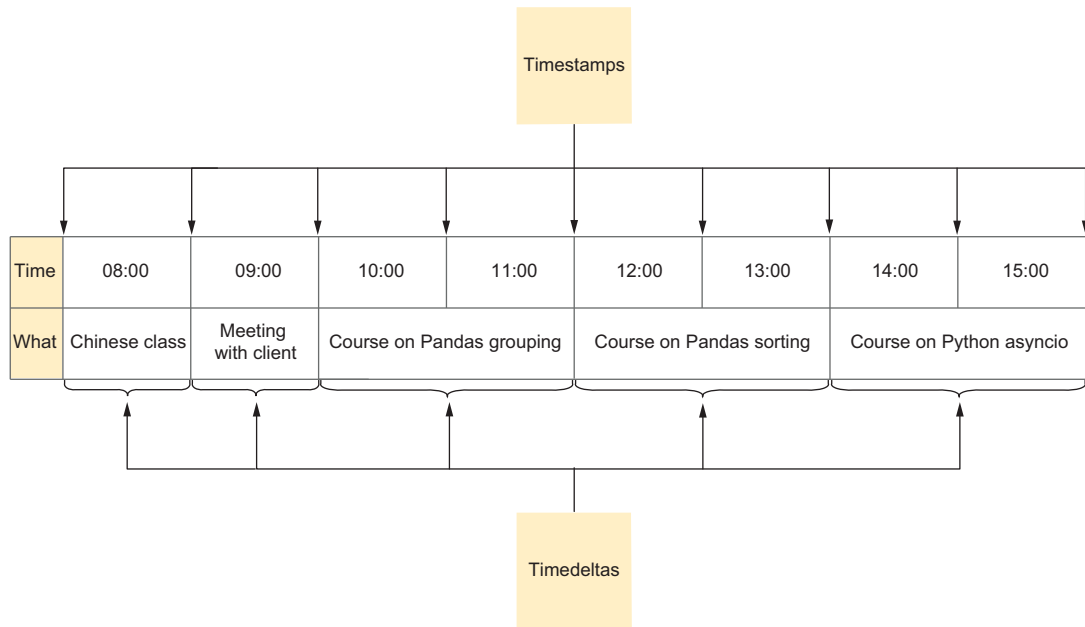 Timestamps
Time 08:00 09:00 10:00 11:00 12:00 13:00 14:00 15:00
What Chinese class Meeting with client Course on Pandas grouping Course on Pandas sorting Course on Python asyncio
Timedeltas